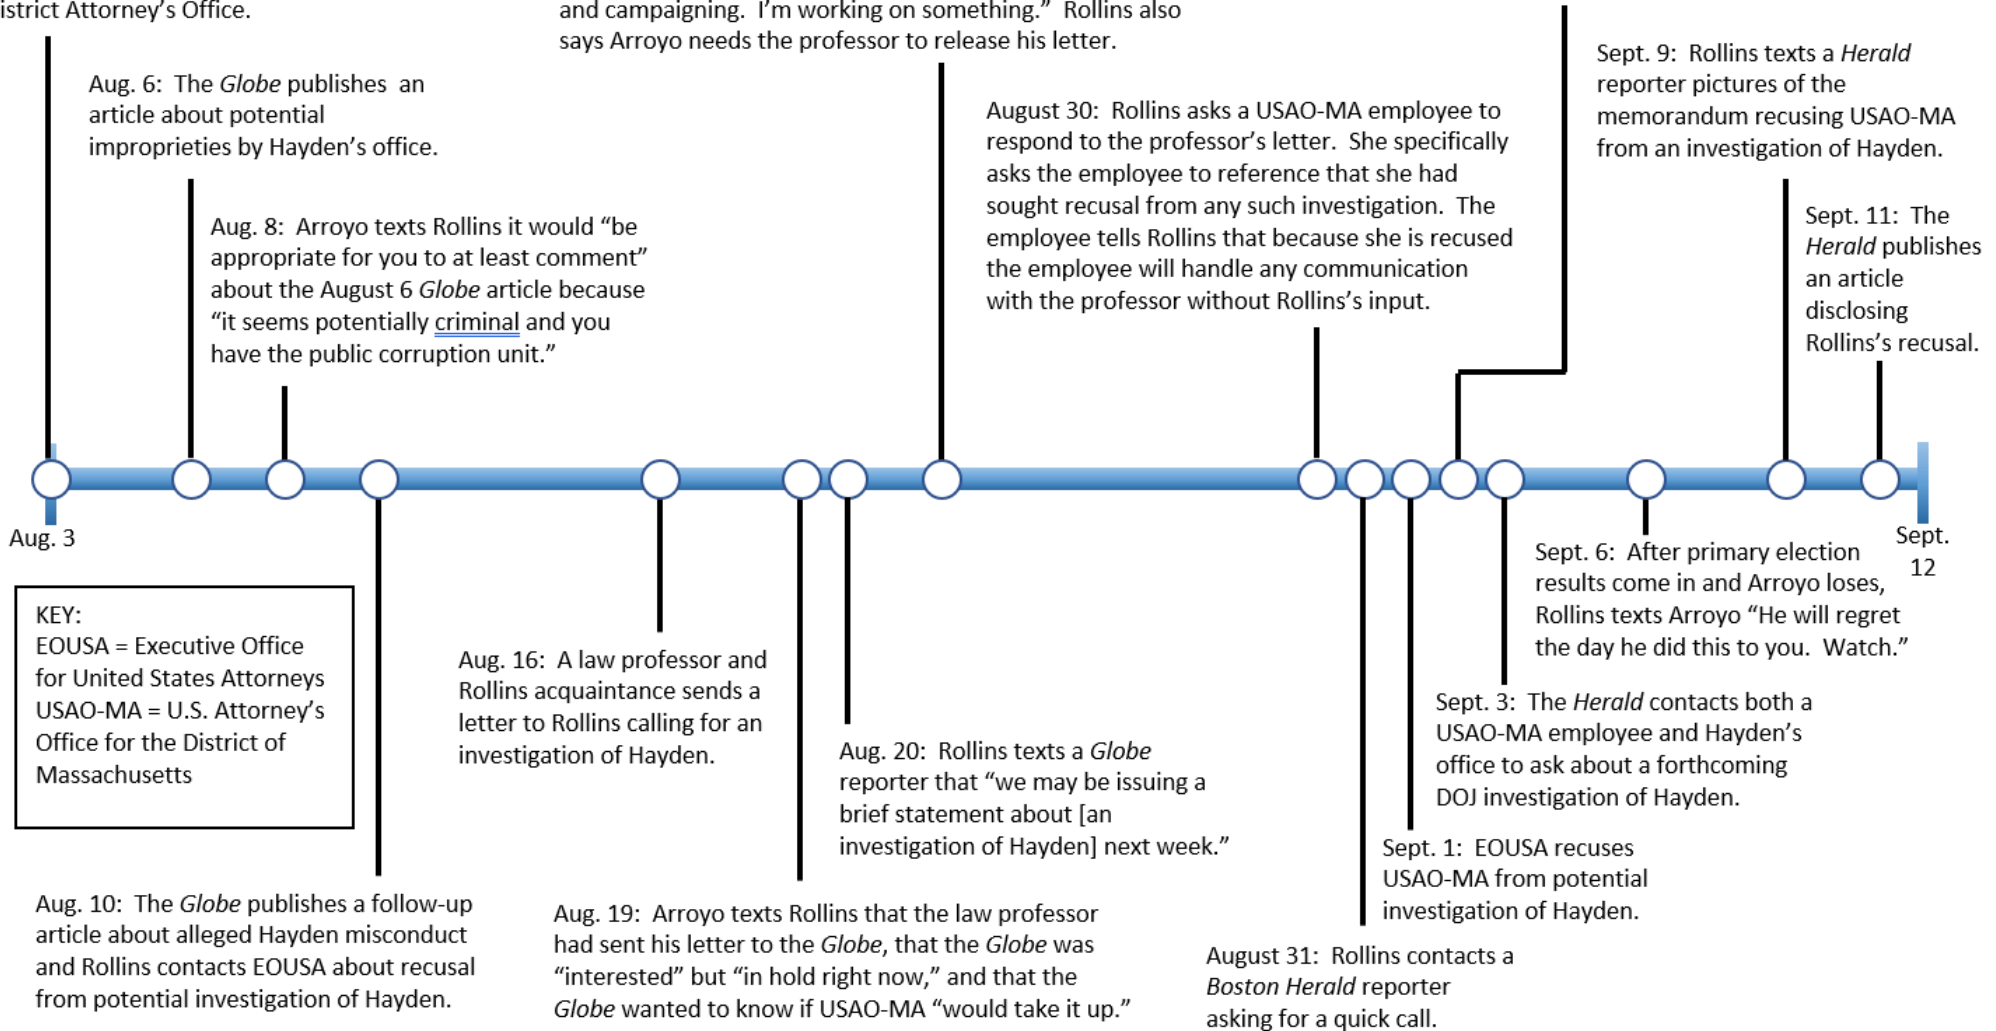 istrict Attorney’s Office.
and campaigning.  I’m working on something.”  Rollins also
says Arroyo needs the professor to release his letter.
Aug. 6:  The Globe publishes  an
article about potential
improprieties by Hayden’s office.
Aug. 8:  Arroyo texts Rollins it would “be
appropriate for you to at least comment”
about the August 6 Globe article because
“it seems potentially criminal and you
have the public corruption unit.”
August 30:  Rollins asks a USAO-MA employee to
respond to the professor’s letter.  She specifically
asks the employee to reference that she had
sought recusal from any such investigation.  The
employee tells Rollins that because she is recused
the employee will handle any communication
with the professor without Rollins’s input.
Sept. 9:  Rollins texts a Herald
reporter pictures of the
memorandum recusing USAO-MA
from an investigation of Hayden.
Sept. 11:  The
Herald publishes
an article
disclosing
Rollins’s recusal.
Aug. 3
Sept.
12
KEY:
EOUSA = Executive Office
for United States Attorneys
USAO-MA = U.S. Attorney’s
Office for the District of
Massachusetts
Aug. 10:  The Globe publishes a follow-up
article about alleged Hayden misconduct
and Rollins contacts EOUSA about recusal
from potential investigation of Hayden.
Aug. 16:  A law professor and
Rollins acquaintance sends a
letter to Rollins calling for an
investigation of Hayden.
Aug. 19:  Arroyo texts Rollins that the law professor
had sent his letter to the Globe, that the Globe was
“interested” but “in hold right now,” and that the
Globe wanted to know if USAO-MA “would take it up.”
Aug. 20:  Rollins texts a Globe
reporter that “we may be issuing a
brief statement about [an
investigation of Hayden] next week.”
August 31:  Rollins contacts a
Boston Herald reporter
asking for a quick call.
Sept. 1:  EOUSA recuses
USAO-MA from potential
investigation of Hayden.
Sept. 3:  The Herald contacts both a
USAO-MA employee and Hayden’s
office to ask about a forthcoming
DOJ investigation of Hayden.
Sept. 6:  After primary election
results come in and Arroyo loses,
Rollins texts Arroyo “He will regret
the day he did this to you.  Watch.”